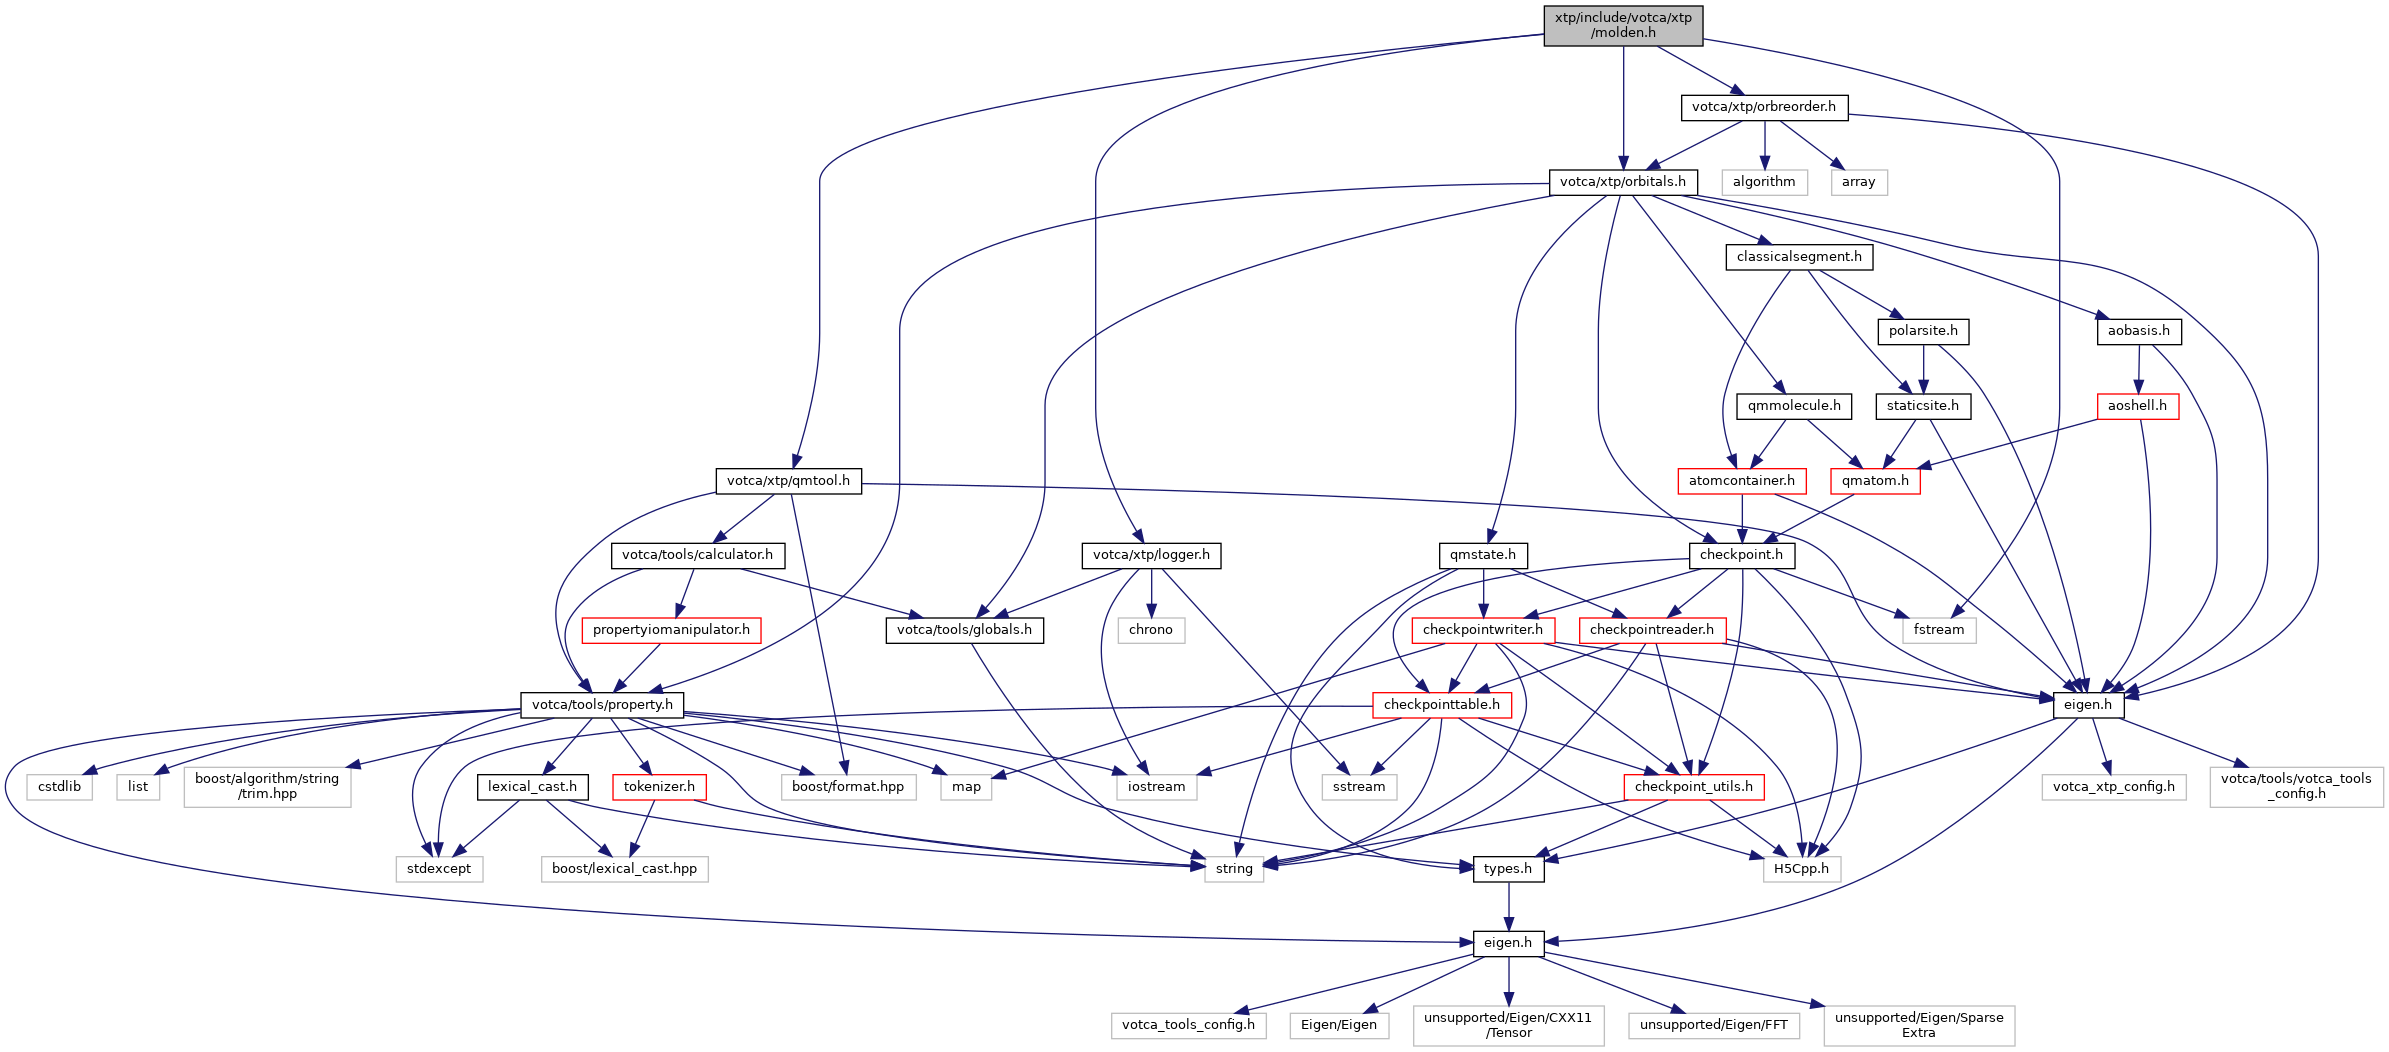 xtp/include/votca/xtp
/molden.h
votca/xtp/orbreorder.h
votca/xtp/orbitals.h
algorithm
array
classicalsegment.h
polarsite.h
aobasis.h
qmmolecule.h
staticsite.h
aoshell.h
votca/xtp/qmtool.h
atomcontainer.h
qmatom.h
votca/tools/calculator.h
votca/xtp/logger.h
qmstate.h
checkpoint.h
propertyiomanipulator.h
votca/tools/globals.h
chrono
checkpointwriter.h
checkpointreader.h
fstream
votca/tools/property.h
checkpointtable.h
eigen.h
cstdlib
list
boost/algorithm/string
/trim.hpp
lexical_cast.h
tokenizer.h
boost/format.hpp
map
iostream
sstream
checkpoint_utils.h
votca_xtp_config.h
votca/tools/votca_tools
_config.h
stdexcept
boost/lexical_cast.hpp
string
types.h
H5Cpp.h
eigen.h
votca_tools_config.h
Eigen/Eigen
unsupported/Eigen/CXX11
/Tensor
unsupported/Eigen/FFT
unsupported/Eigen/Sparse
Extra